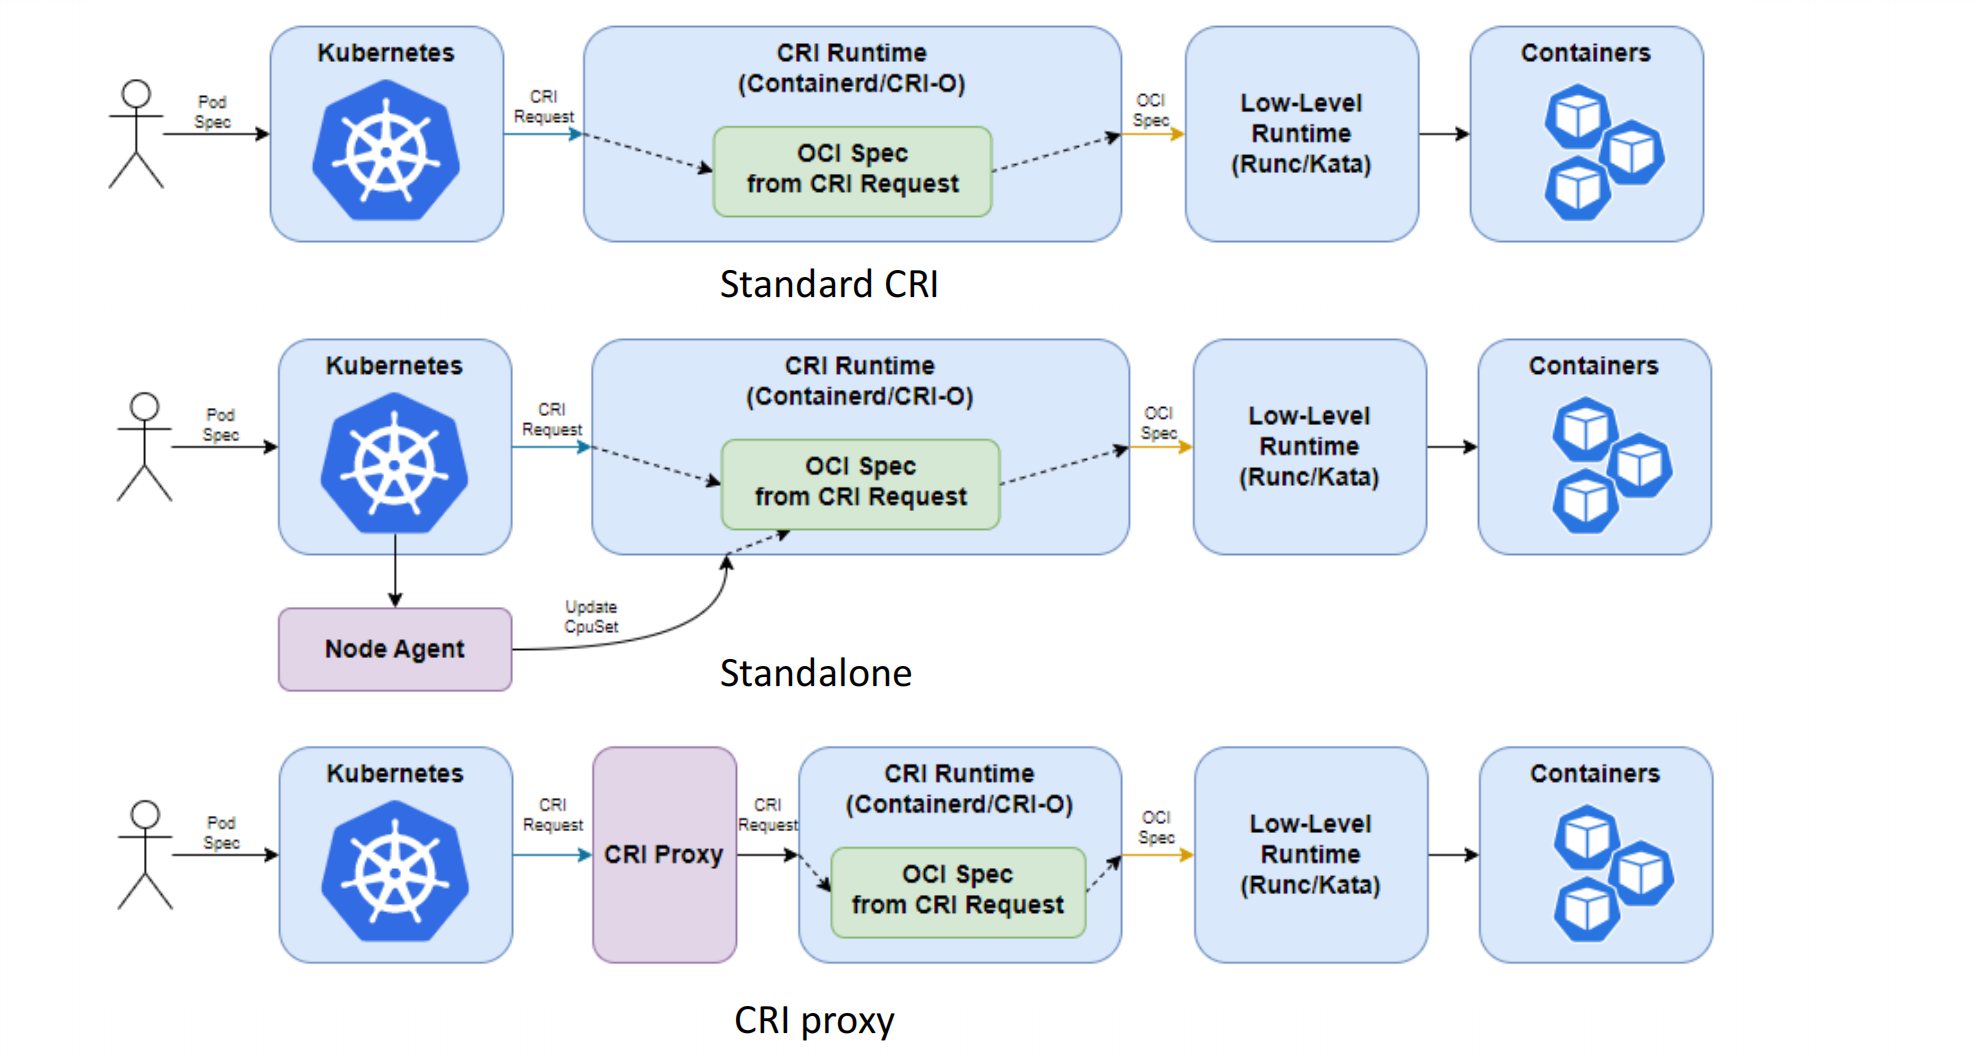 Kubernetes
CRI Runtime
(Containerd/CRI-O)
Containers
Pod
Spec
CRI
Request
OCI Spec
from CRI Request
OCI
Spec
Low-Level
Runtime
(Runc/Kata)
Standard CRI
Kubernetes
CRI Runtime
(Containerd/CRI-O)
Containers
Pod
Spec
CRI
Request
OCI Spec
from CRI Request
OCI
Spec
Low-Level
Runtime
(Runc/Kata)
Node Agent
Update
CpuSet
Standalone
Kubernetes
CRI Runtime
(Containerd/CRI-O)
Containers
Pod
Spec
CRI
Request
CRI Proxy
CRI
Request
OCI Spec
from CRI Request
OCI
Spec
Low-Level
Runtime
(Runc/Kata)
CRI proxy